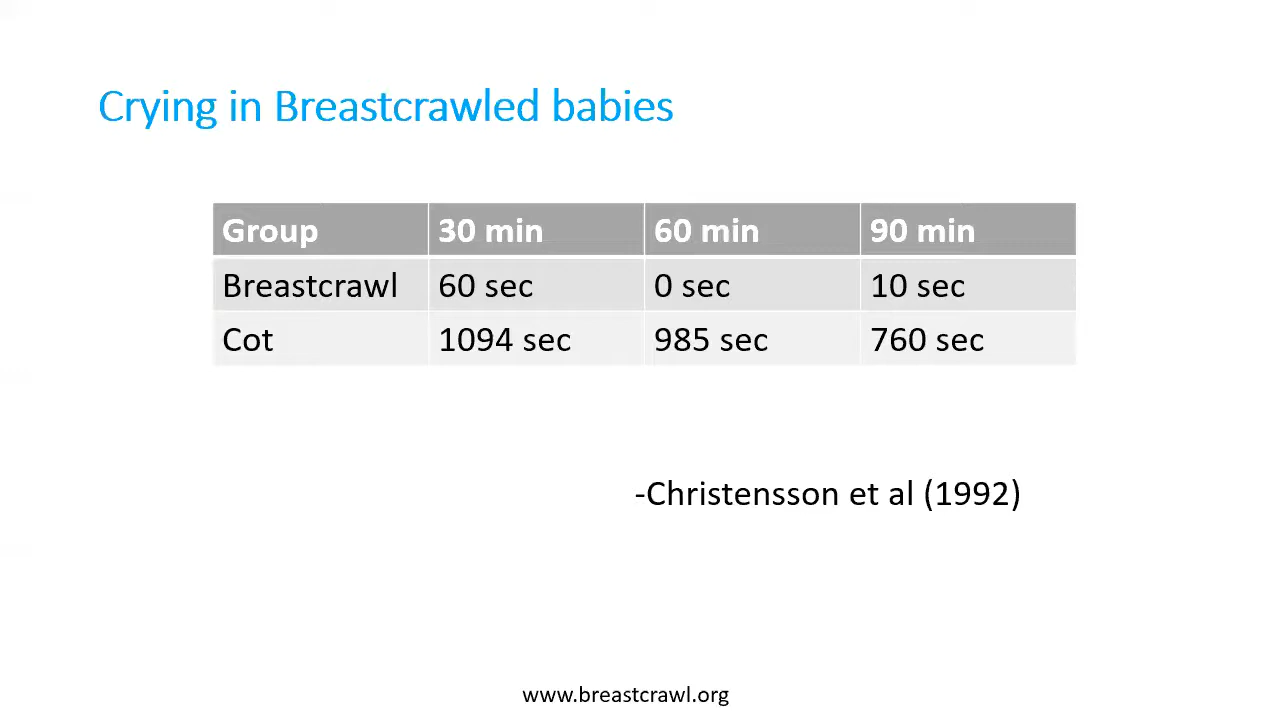 Crying in Breastcrawled babies
Group 30 min 60 min 90 min
Breastcrawl 60 sec 0 sec 10 sec
Cot 1094 sec 985 sec 760 sec
-Christensson et al (1992)
www.breastcrawl.org